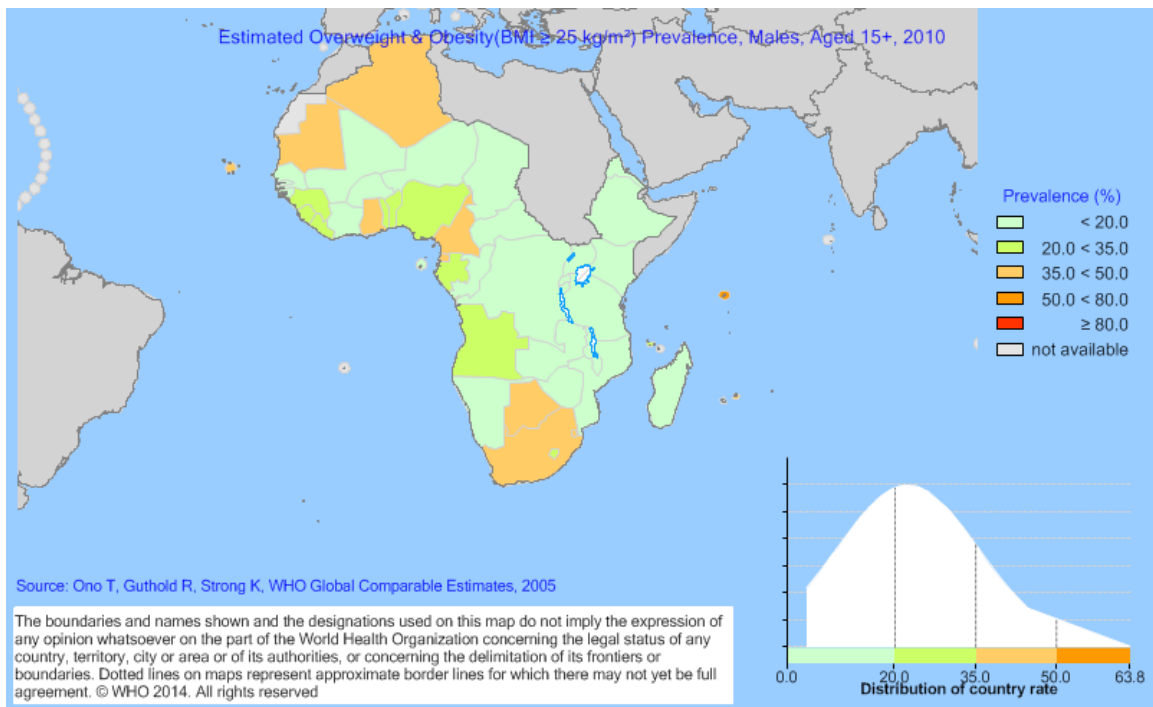 Estimated Overweight & Obesity(BMI ≥ 25 kg/m²) Prevalence, Males, Aged 15+, 2010
Prevalence (%)
< 20.0
20.0 < 35.0
35.0 < 50.0
50.0 < 80.0
≥ 80.0
not available
Source: Ono T, Guthold R, Strong K, WHO Global Comparable Estimates, 2005
The boundaries and names shown and the designations used on this map do not imply the expression of
any opinion whatsoever on the part of the World Health Organization concerning the legal status of any
country, territory, city or area or of its authorities, or concerning the delimitation of its frontiers or
boundaries. Dotted lines on maps represent approximate border lines for which there may not yet be full
agreement. © WHO 2014. All rights reserved
0.0 20.0 35.0 50.0 63.8
Distribution of country rate